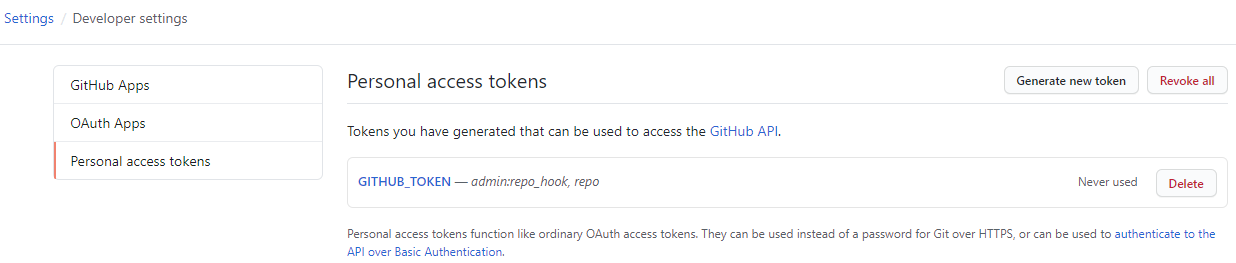 Settings / Developer settings
GitHub Apps
OAuth Apps
Personal access tokens
Personal access tokens
Generate new token
Revoke all
Tokens you have generated that can be used to access the GitHub API.
GITHUB_TOKEN — admin:repo_hook, repo
Never used
Delete
Personal access tokens function like ordinary OAuth access tokens. They can be used instead of a password for Git over HTTPS, or can be used to authenticate to the
API over Basic Authentication.